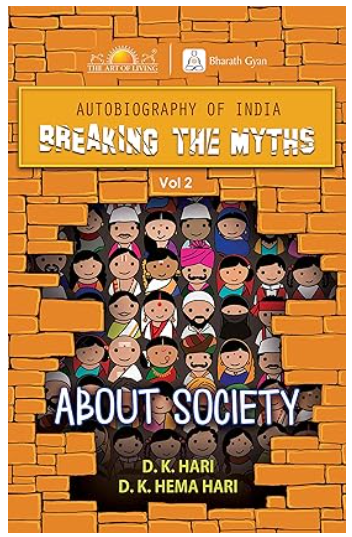 THE ART OF LIVING
Bharath Gyan
AUTOBIOGRAPHY OF INDIA
BREAKING THE MYTHS
Vol 2
ABOUT SOCIETY
D. K. HARI
D. K. HEMA HARI